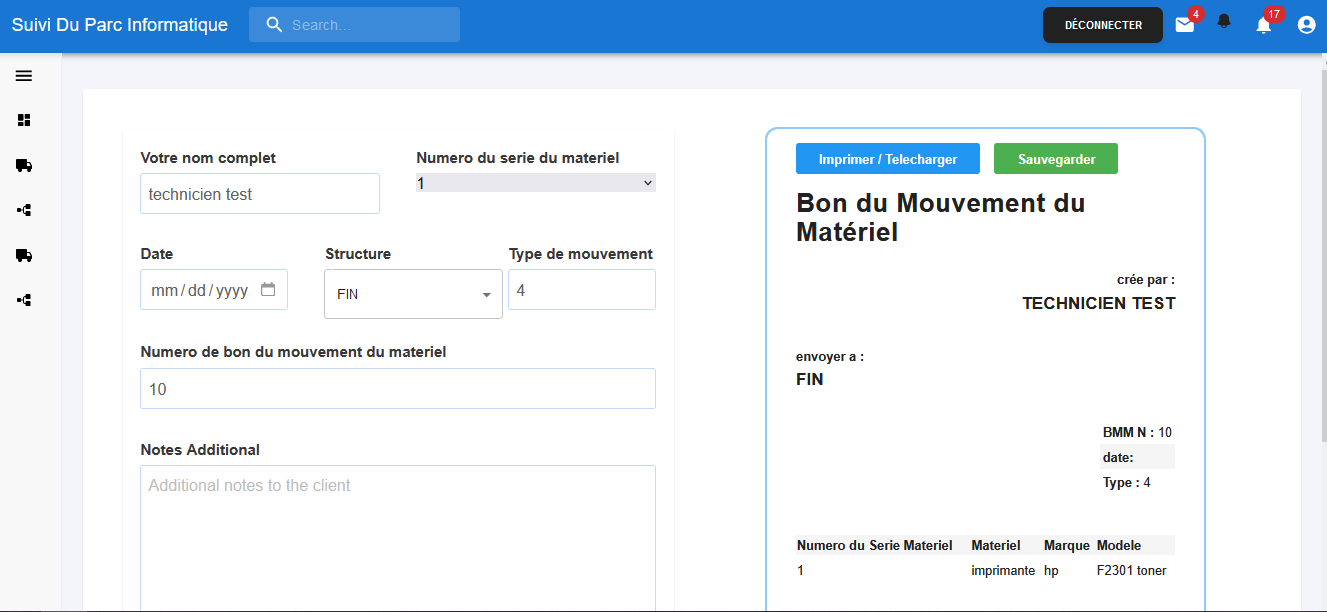 Suivi Du Parc Informatique
Search...
DÉCONNECTER
4
17
Votre nom complet
technicien test
Numero du serie du materiel
1
Date
mm/dd/yyyy
Structure
FIN
Type de mouvement
4
Numero de bon du mouvement du materiel
10
Notes Additional
Additional notes to the client
Imprimer / Telecharger
Sauvegarder
Bon du Mouvement du
Matériel
crée par :
TECHNICIEN TEST
envoyer a :
FIN
BMM N : 10
date:
Type : 4
Numero du Serie Materiel Materiel Marque Modele
1 imprimante hp F2301 toner